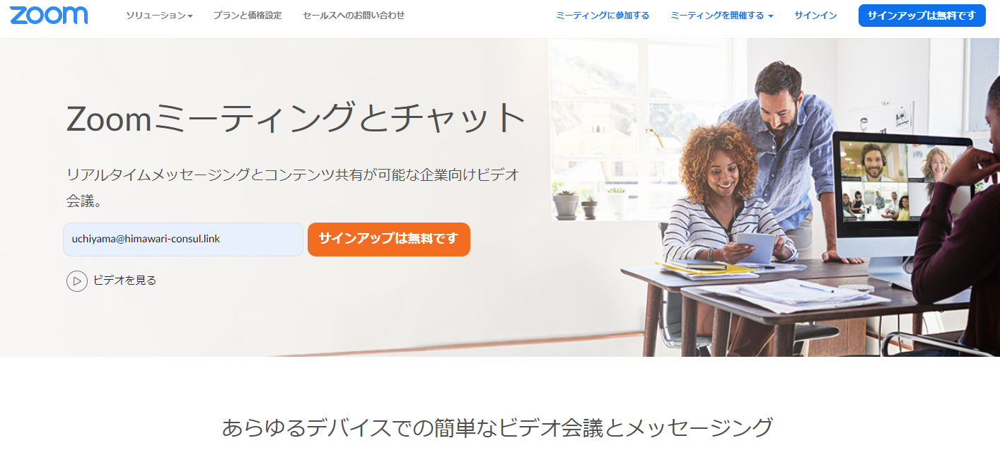 zoom
ソリューション
プランと価格設定
セールスへのお問い合わせ
ミーティングに参加する
ミーティングを開催する
サインイン
サインアップは無料です
Zoomミーティングとチャット
リアルタイムメッセージングとコンテンツ共有が可能な企業向けビデオ
会議。
uchiyama@himawari-consul.link
サインアップは無料です
ビデオを見る
あらゆるデバイスでの簡単なビデオ会議とメッセージング